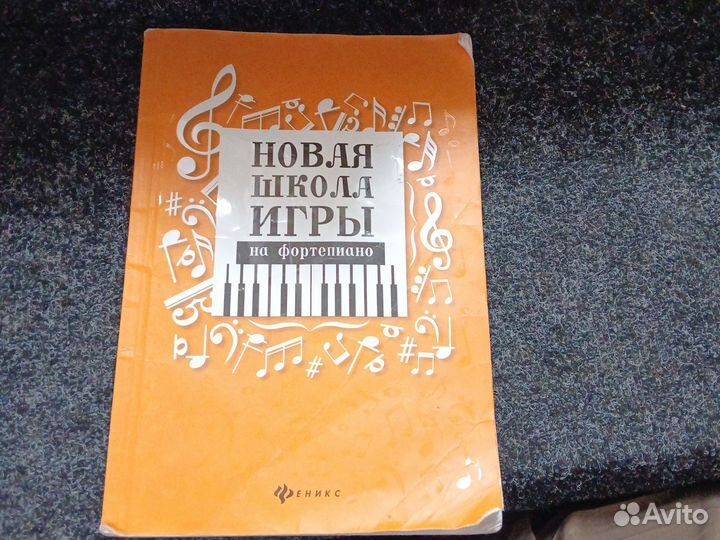 НОВАЯ
ШКОЛА
ИГРЫ
на фортепиано
ФЕНИКС
Avito